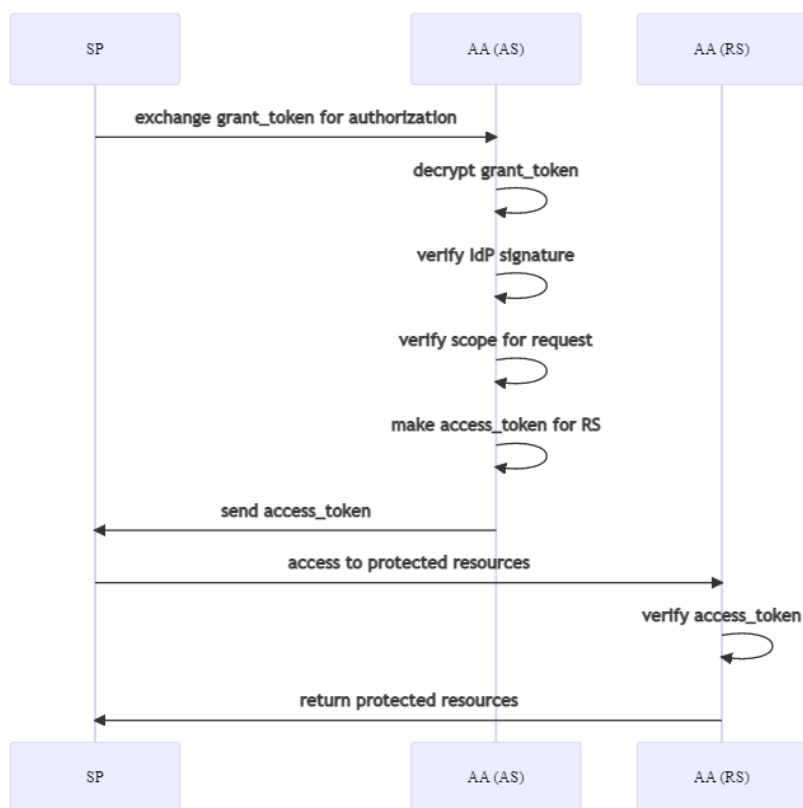 SP
AA (AS)
AA (RS)
exchange grant_token for authorization
decrypt grant_token
verify IdP signature
verify scope for request
make access_token for RS
send access_token
access to protected resources
verify access_token
return protected resources
SP
AA (AS)
AA (RS)